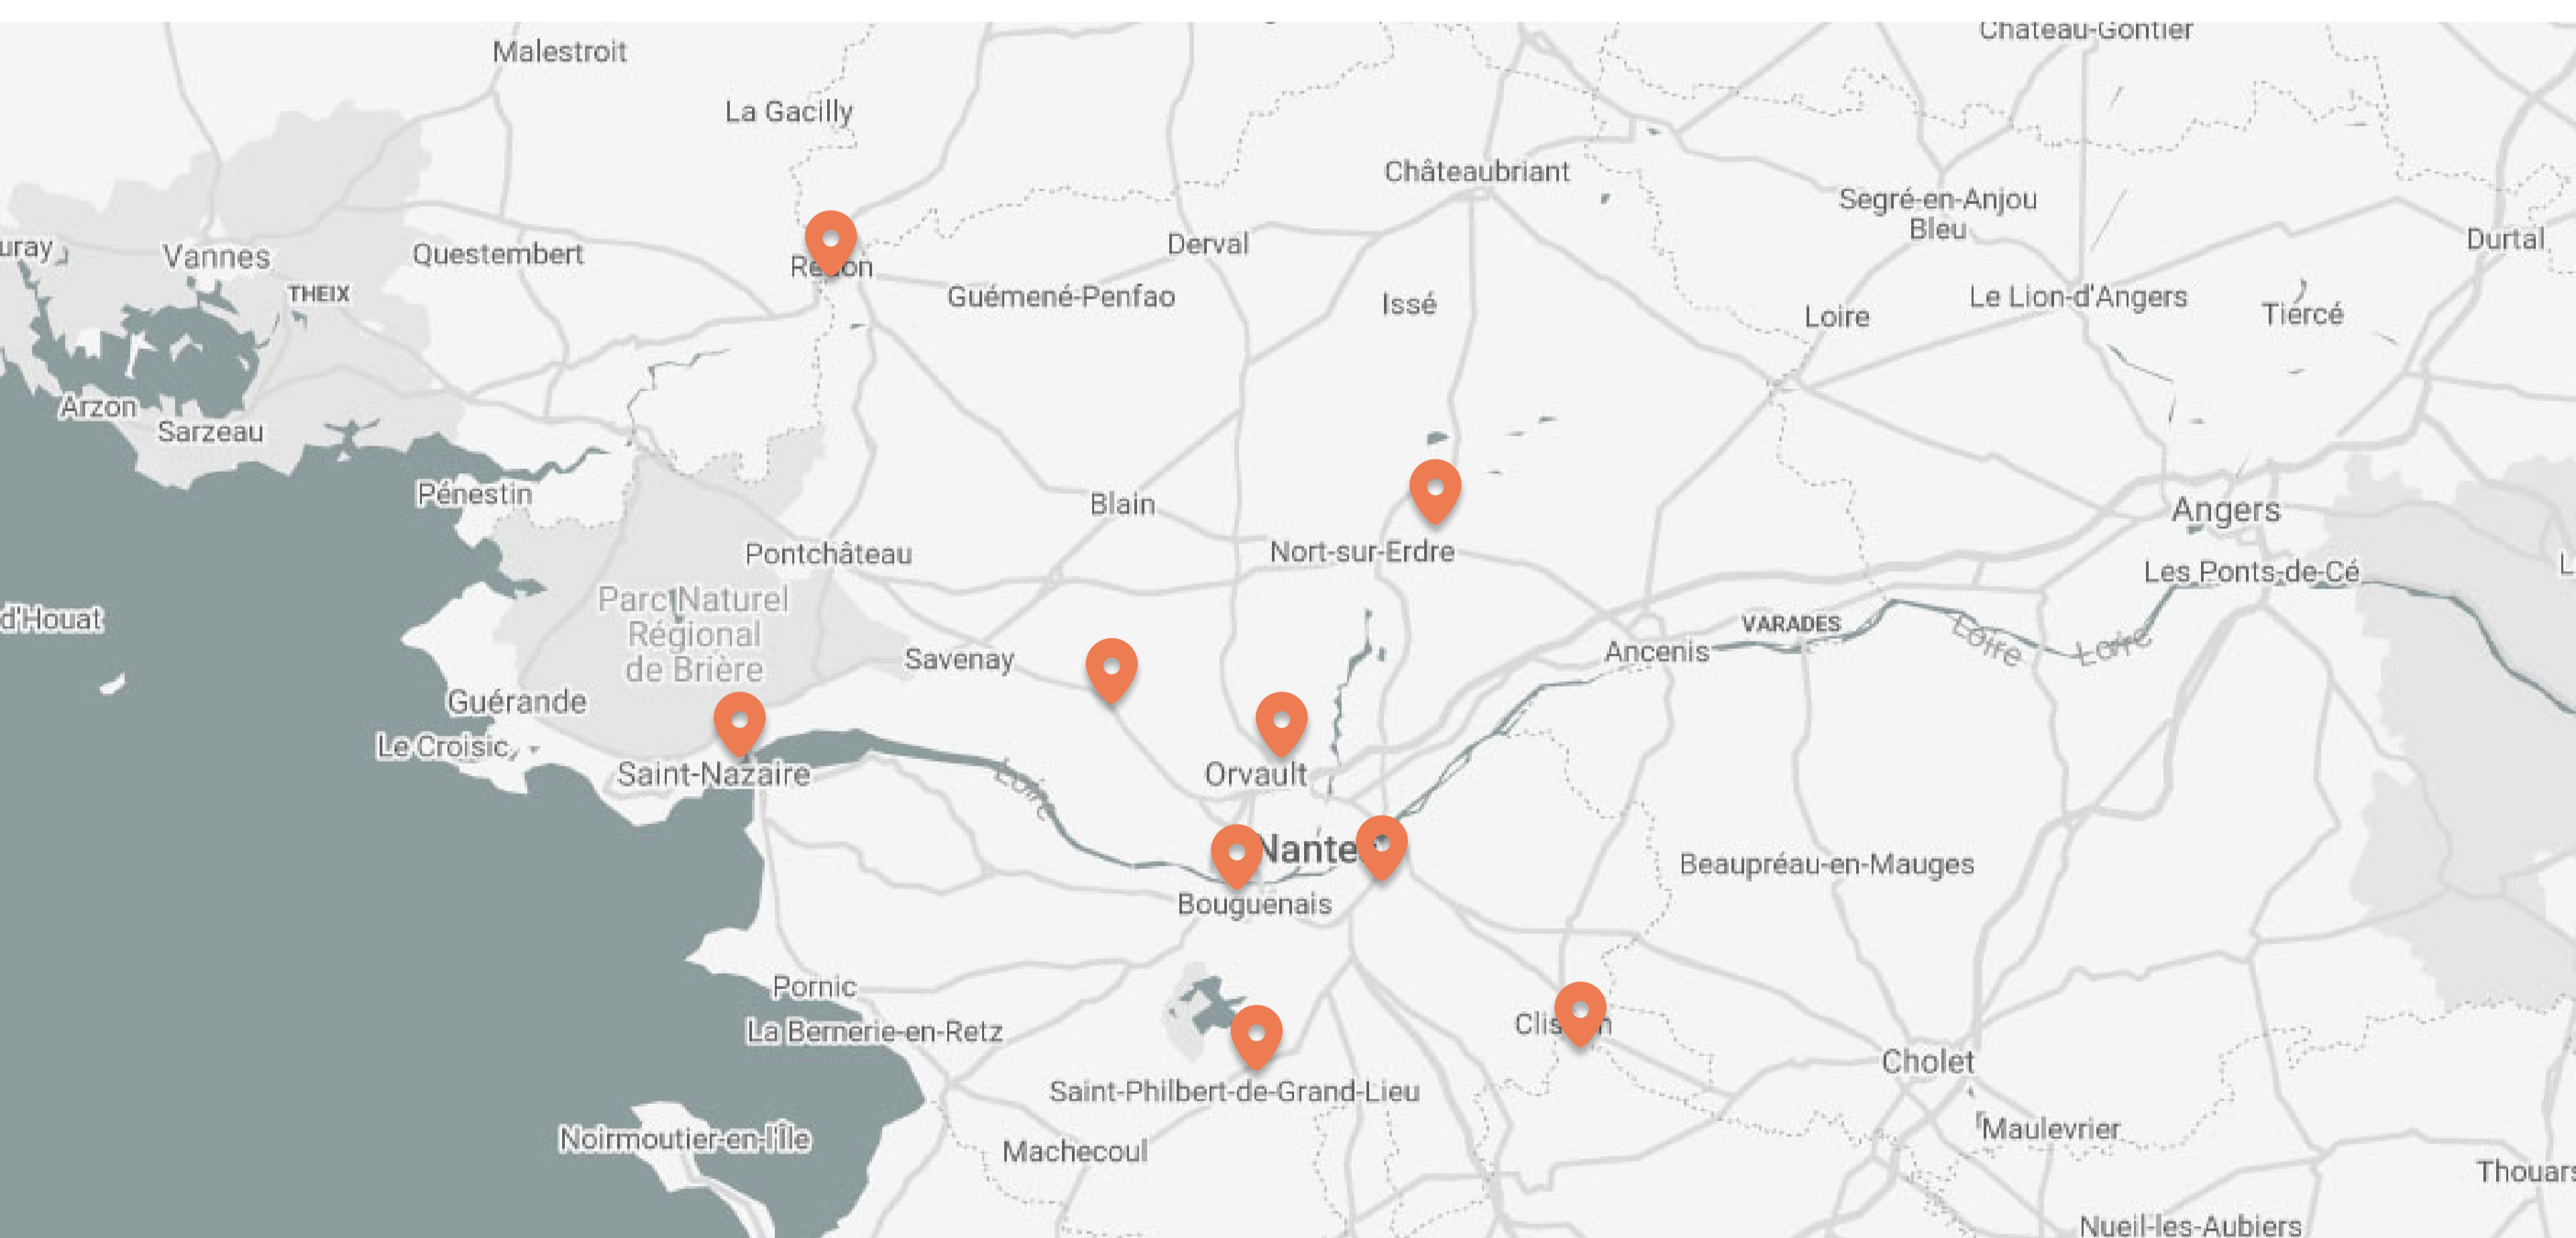 Malestroit
Château-Gontier
La Gacilly
Châteaubriant
Segré-en-Anjou
Bleu
uray
Vannes
Questembert
Derval
Durtal
THEIX
Guémené-Penfao
Issé
Loire
Le Lion-d'Angers
Tiercé
Arzon
Sarzeau
Pénestin
Blain
Angers
Pontchâteau
Nort-sur-Erdre
Les Ponts-de-Cé
L
Parc Naturel
Régional
de Brière
d'Houat
Savenay
Ancenis
VARADES
Loire
Loire
Guérande
Le Croisic
Saint-Nazaire
Loire
Orvault
Nante
Beaupréau-en-Mauges
Bouguenais
Pornic
La Bernerie-en-Retz
Saint-Philbert-de-Grand-Lieu
Cholet
Noirmoutier-en-l'Île
Machecoul
Maulevrier
Thouars
Nueil-les-Aubiers